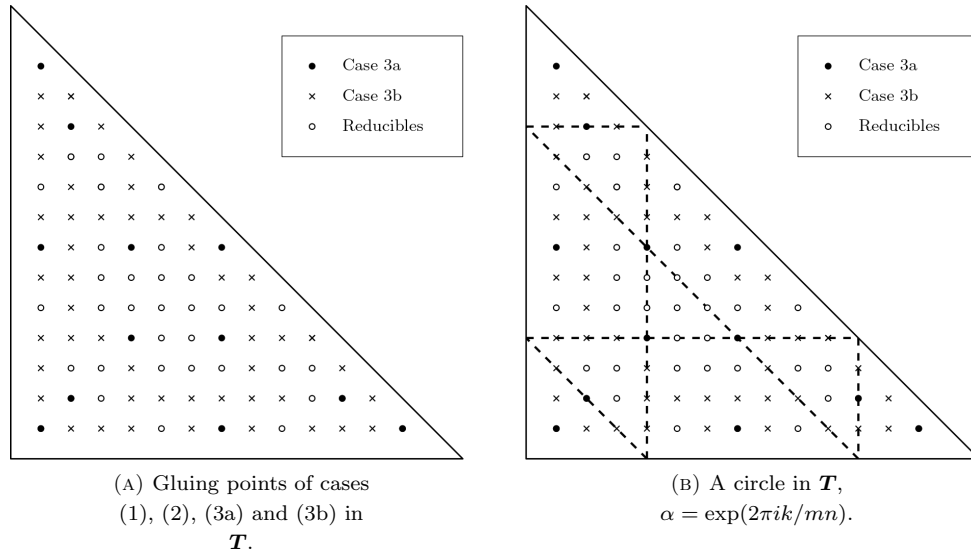 Case 3a
Case 3b
Reducibles
Case 3a
Case 3b
Reducibles
(A) Gluing points of cases
(1), (2), (3a) and (3b) in
T.
(B) A circle in T,
α = exp(2πik/mn).